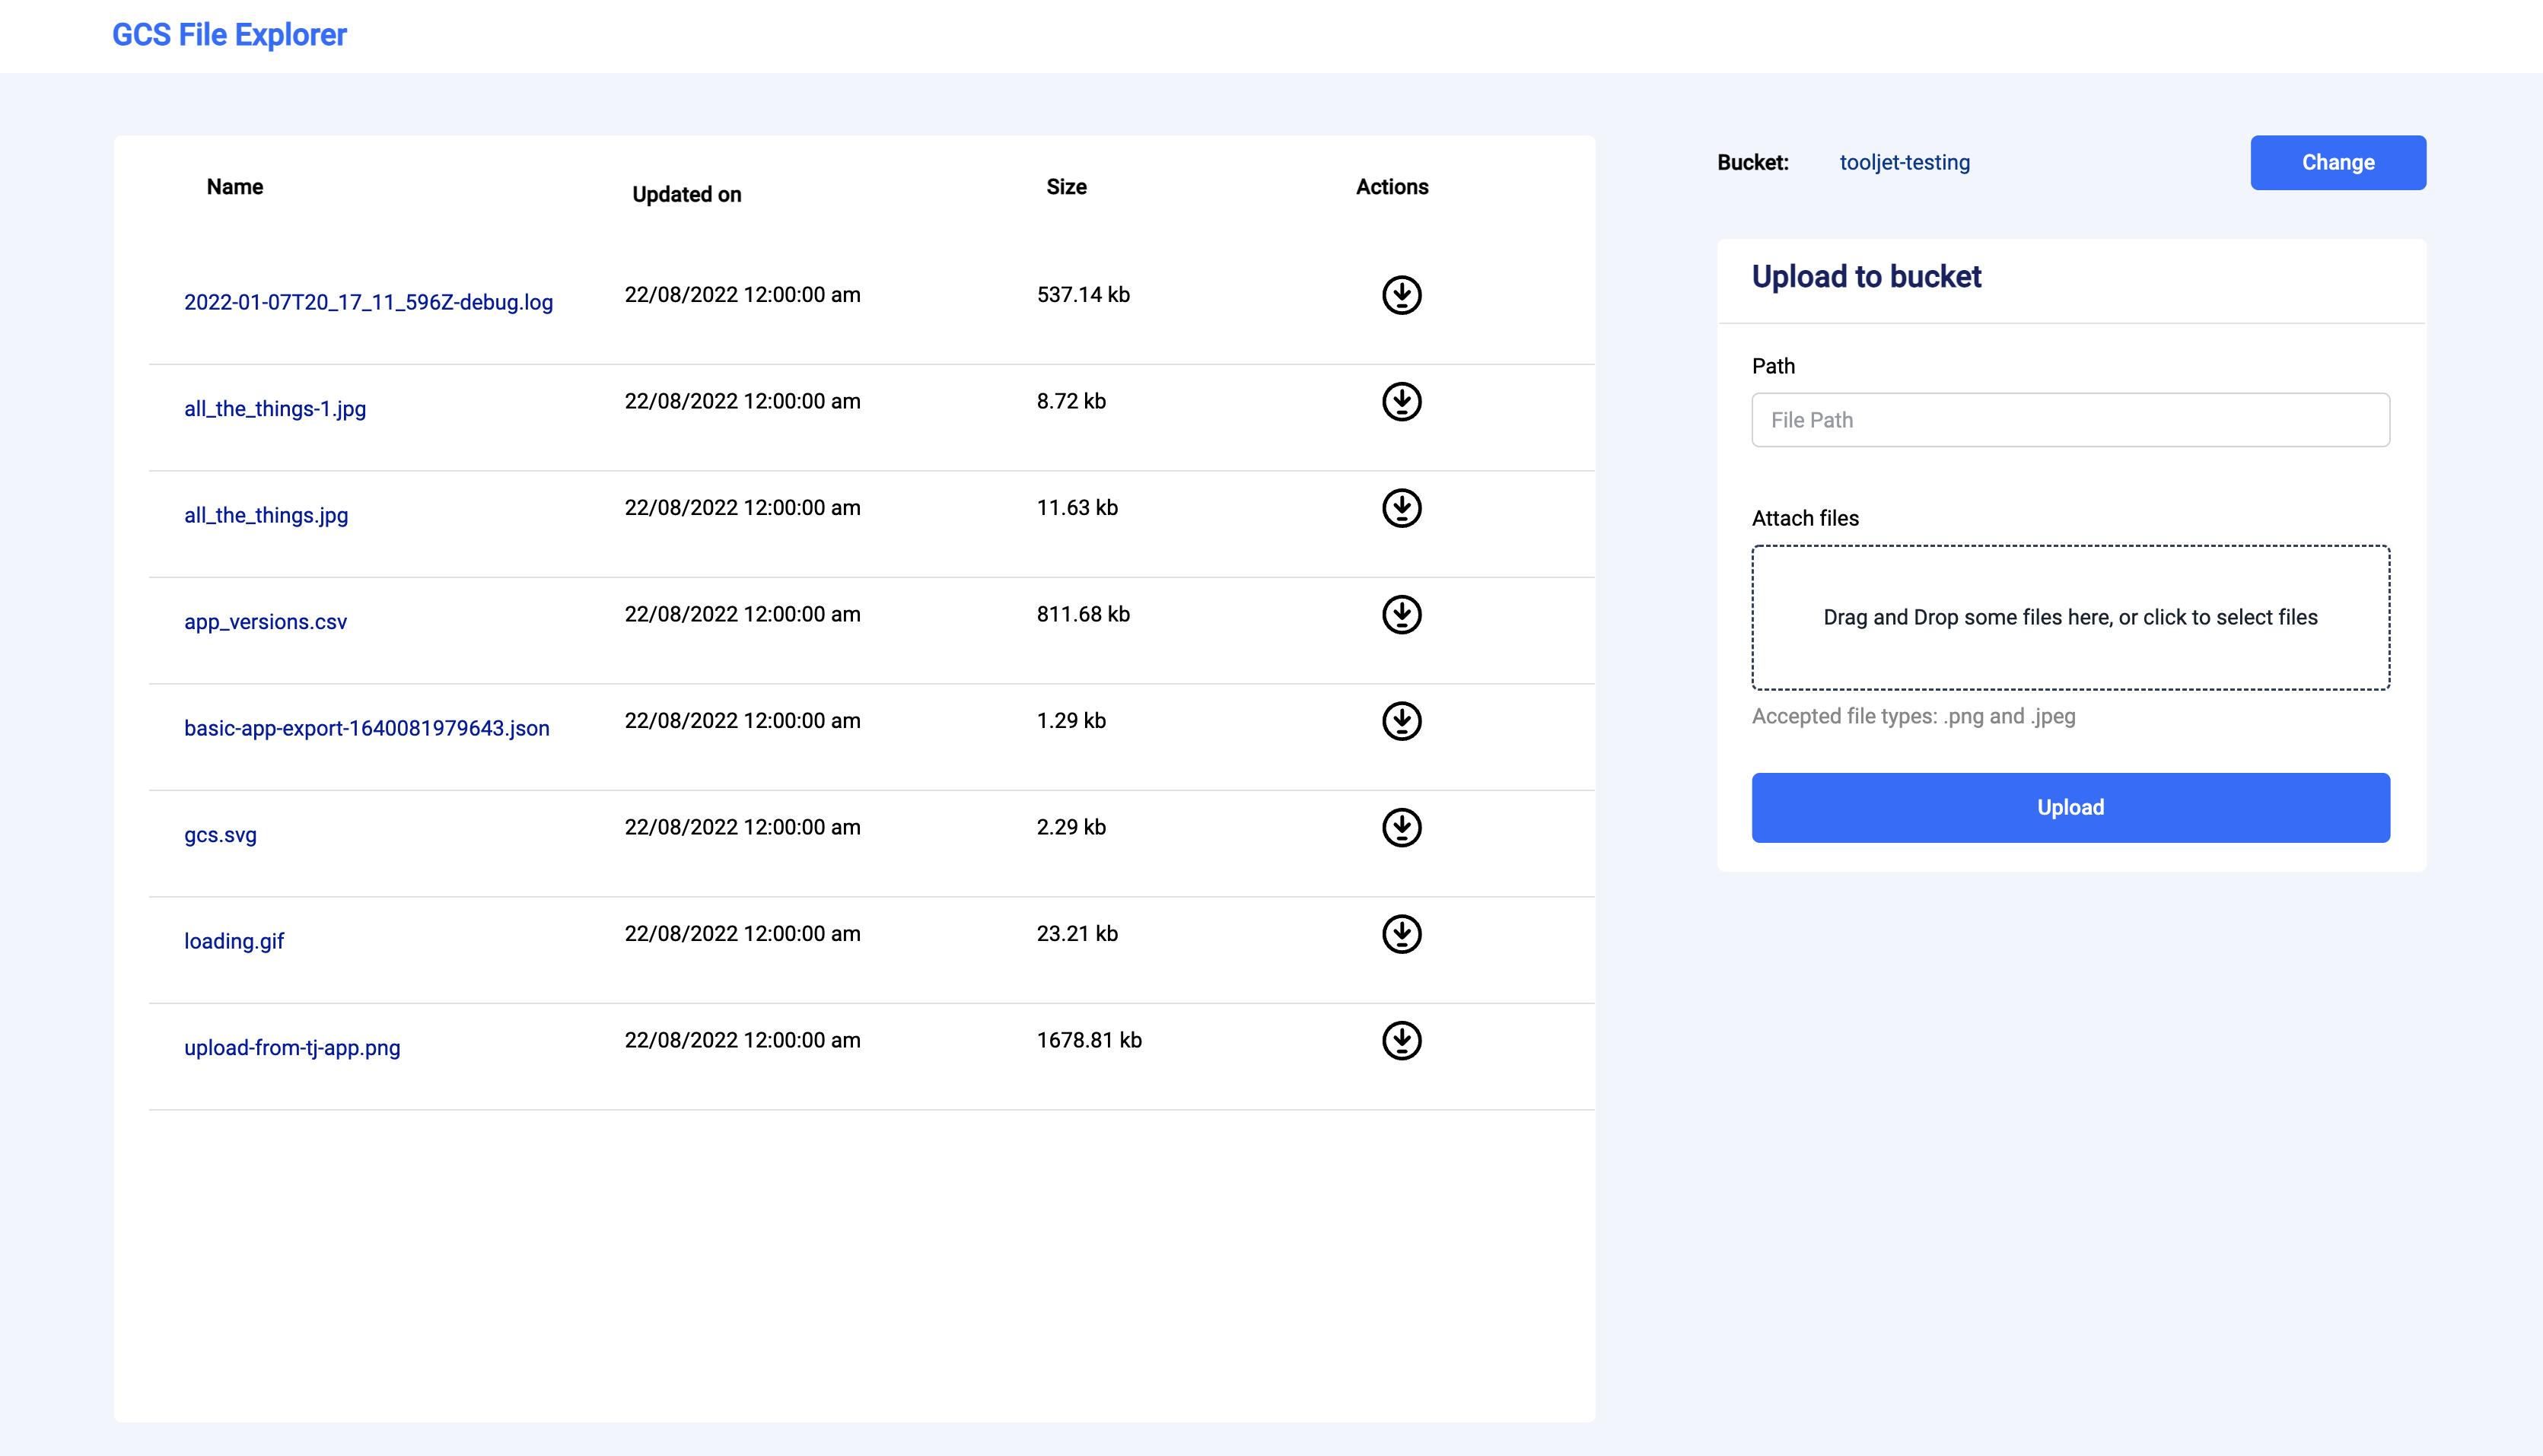 GCS File Explorer
Name Updated on Size Actions
2022-01-07T20_17_11_596Z-debug.log 22/08/2022 12:00:00 am 537.14 kb
all_the_things-1.jpg 22/08/2022 12:00:00 am 8.72 kb
all_the_things.jpg 22/08/2022 12:00:00 am 11.63 kb
app_versions.csv 22/08/2022 12:00:00 am 811.68 kb
basic-app-export-1640081979643.json 22/08/2022 12:00:00 am 1.29 kb
gcs.svg 22/08/2022 12:00:00 am 2.29 kb
loading.gif 22/08/2022 12:00:00 am 23.21 kb
upload-from-tj-app.png 22/08/2022 12:00:00 am 1678.81 kb
Bucket: tooljet-testing Change
Upload to bucket
Path
File Path
Attach files
Drag and Drop some files here, or click to select files
Accepted file types: .png and .jpeg
Upload